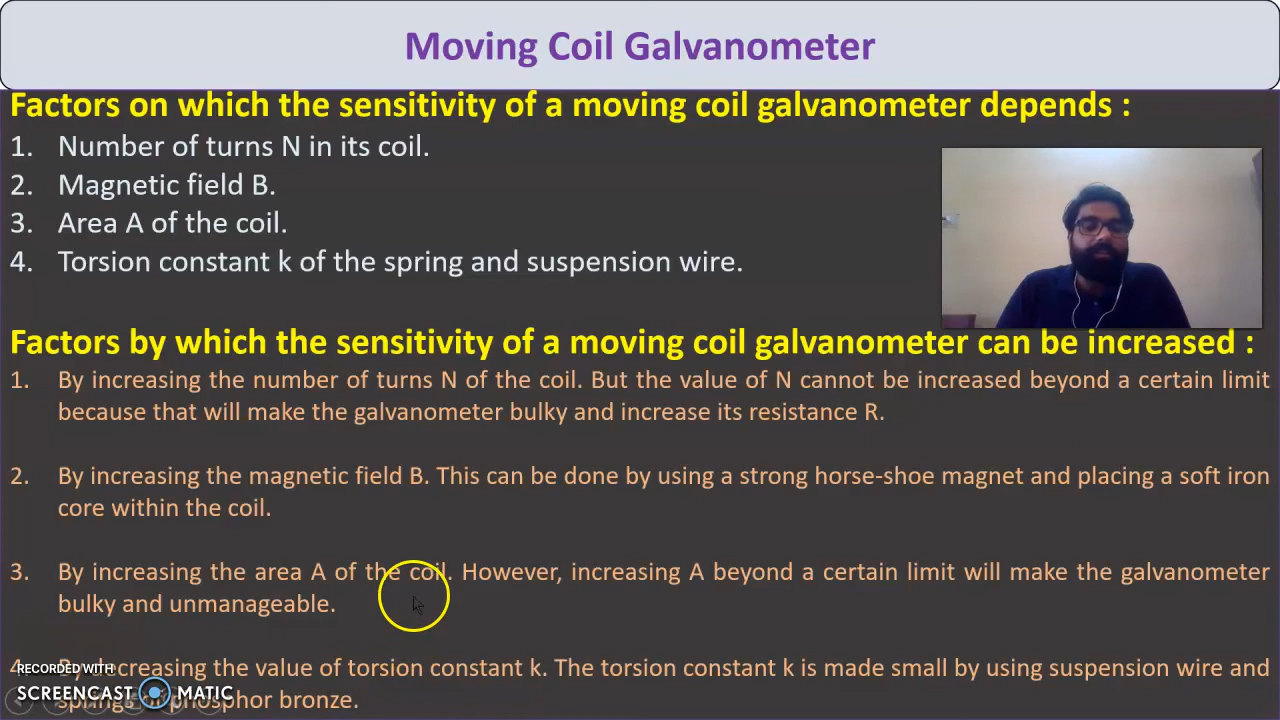 Moving Coil Galvanometer
Factors on which the sensitivity of a moving coil galvanometer depends :
1. Number of turns N in its coil.
2. Magnetic field B.
3. Area A of the coil.
4. Torsion constant k of the spring and suspension wire.
Factors by which the sensitivity of a moving coil galvanometer can be increased :
1. By increasing the number of turns N of the coil. But the value of N cannot be increased beyond a certain limit
because that will make the galvanometer bulky and increase its resistance R.
2. By increasing the magnetic field B. This can be done by using a strong horse-shoe magnet and placing a soft iron
core within the coil.
3. By increasing the area A of the coil. However, increasing A beyond a certain limit will make the galvanometer
bulky and unmanageable.
4. By decreasing the value of torsion constant k. The torsion constant k is made small by using suspension wire and
springs of phosphor bronze.
RECORDED WITH
SCREENCAST MATIC